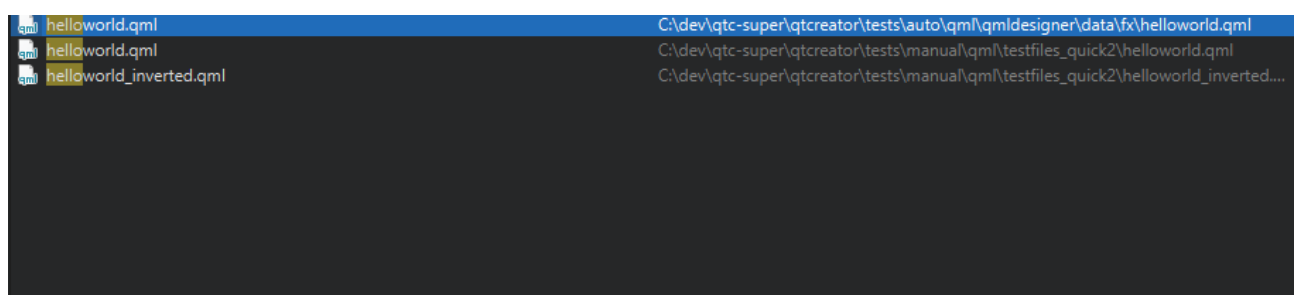 helloworld.qml C:\dev\qtc-super\qtcreator\tests\auto\qml\qmldesigner\data\fx\helloworld.qml
helloworld.qml C:\dev\qtc-super\qtcreator\tests\manual\qml\testfiles_quick2\helloworld.qml
helloworld_inverted.qml C:\dev\qtc-super\qtcreator\tests\manual\qml\testfiles_quick2\helloworld_inverted....